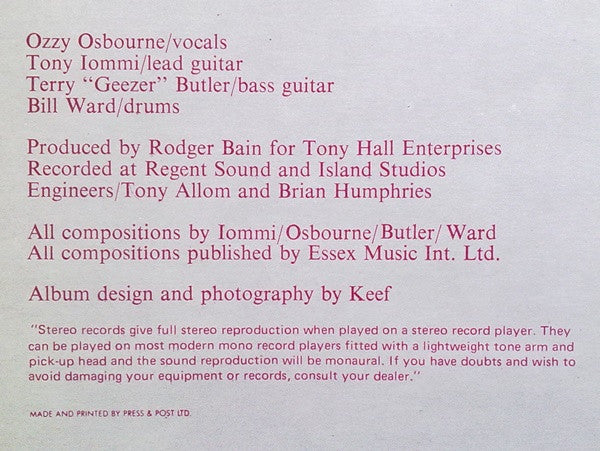 Ozzy Osbourne/vocals
Tony Iommi/lead guitar
Terry “Geezer” Butler/bass guitar
Bill Ward/drums
Produced by Rodger Bain for Tony Hall Enterprises
Recorded at Regent Sound and Island Studios
Engineers/Tony Allom and Brian Humphries
All compositions by Iommi/Osbourne/Butler/Ward
All compositions published by Essex Music Int. Ltd.
Album design and photography by Keef
"Stereo records give full stereo reproduction when played on a stereo record player. They
can be played on most modern mono record players fitted with a lightweight tone arm and
pick-up head and the sound reproduction will be monaural. If you have doubts and wish to
avoid damaging your equipment or records, consult your dealer."
MADE AND PRINTED BY PRESS & POST LTD.